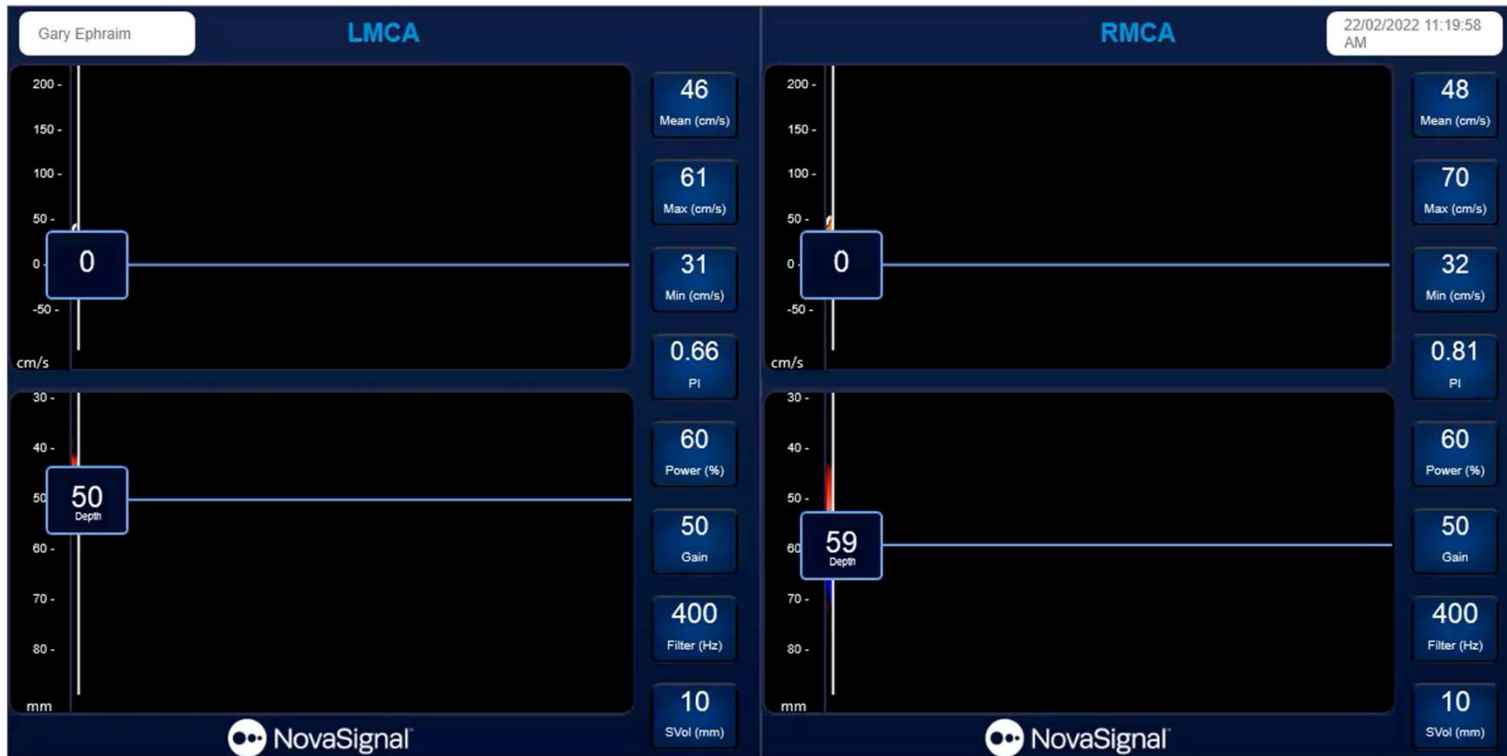 Gary Ephraim
LMCA
200 -
150 -
100 -
50 -
0 -
-50 -
cm/s
0
46
Mean (cm/s)
61
Max (cm/s)
31
Min (cm/s)
0.66
PI
30 -
40 -
50
60 -
70 -
80 -
mm
50
Depth
60
Power (%)
50
Gain
400
Filter (Hz)
10
SVol (mm)
NovaSignal
RMCA
22/02/2022 11:19:58
AM
200 -
150 -
100 -
50 -
0 -
-50 -
cm/s
0
48
Mean (cm/s)
70
Max (cm/s)
32
Min (cm/s)
0.81
PI
30 -
40 -
50 -
60
70 -
80 -
mm
59
Depth
60
Power (%)
50
Gain
400
Filter (Hz)
10
SVol (mm)
NovaSignal